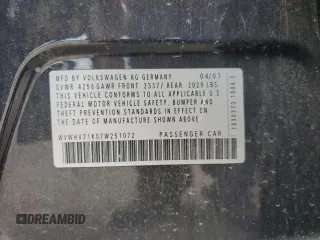 MFD BY VOLKSWAGEN AG GERMANY 04/07
GVWR 4256 GAWR FRONT 2337/ REAR 2029 LBS
THIS VEHICLE CONFORMS TO ALL APPLICABLE U.S.
FEDERAL MOTOR VEHICLE SAFETY, BUMPER AND
THEFT PREVENTION STANDARDS IN EFFECT ON
THE DATE OF MANUFACTURE SHOWN ABOVE.
PASSENGER CAR
DREAMBID